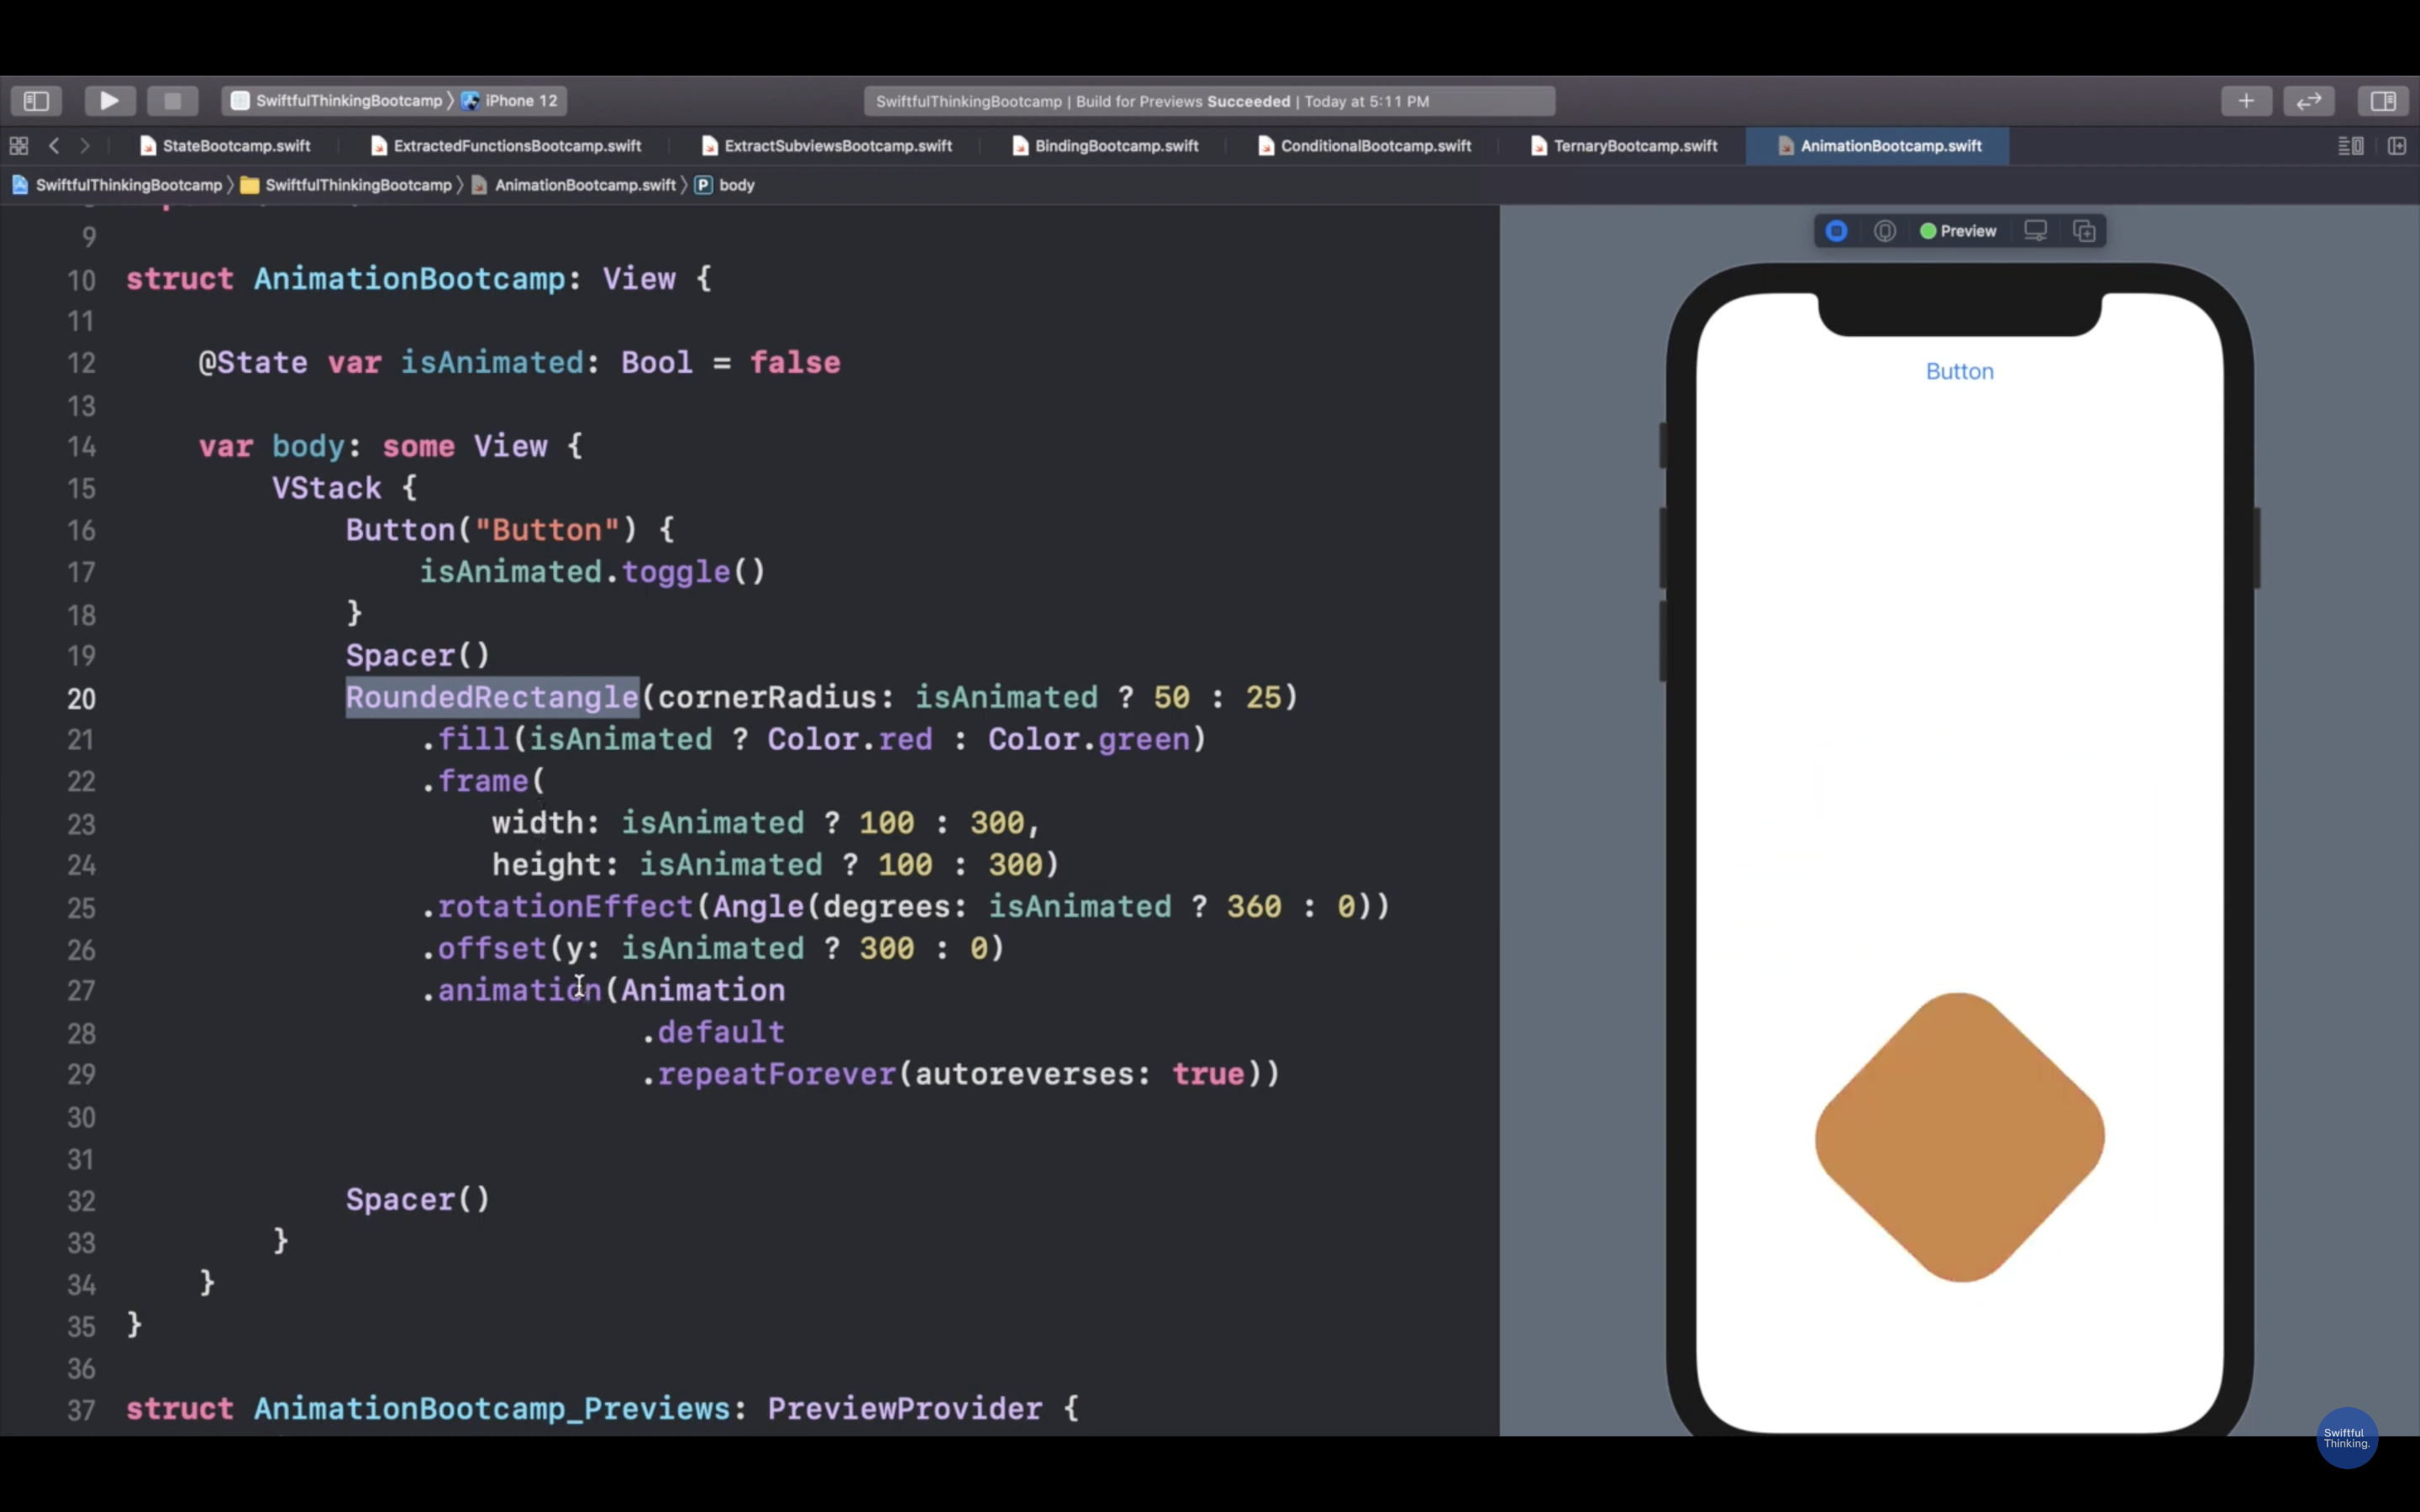 SwiftfulThinkingBootcamp 〉 iPhone 12
SwiftfulThinkingBootcamp | Build for Previews Succeeded | Today at 5:11 PM
StateBootcamp.swift
ExtractedFunctionsBootcamp.swift
ExtractSubviewsBootcamp.swift
BindingBootcamp.swift
ConditionalBootcamp.swift
TernaryBootcamp.swift
AnimationBootcamp.swift
SwiftfulThinkingBootcamp 〉 SwiftfulThinkingBootcamp 〉 AnimationBootcamp.swift 〉 P body
9
10 struct AnimationBootcamp: View {
11
12 @State var isAnimated: Bool = false
13
14 var body: some View {
15 VStack {
16 Button("Button") {
17 isAnimated.toggle()
18 }
19 Spacer()
20 RoundedRectangle(cornerRadius: isAnimated ? 50 : 25)
21 .fill(isAnimated ? Color.red : Color.green)
22 .frame(
23 width: isAnimated ? 100 : 300,
24 height: isAnimated ? 100 : 300)
25 .rotationEffect(Angle(degrees: isAnimated ? 360 : 0))
26 .offset(y: isAnimated ? 300 : 0)
27 .animation(Animation
28 .default
29 .repeatForever(autoreverses: true))
30
31
32 Spacer()
33 }
34 }
35 }
36
37 struct AnimationBootcamp_Previews: PreviewProvider {
Preview
Button
Swiftful
Thinking.